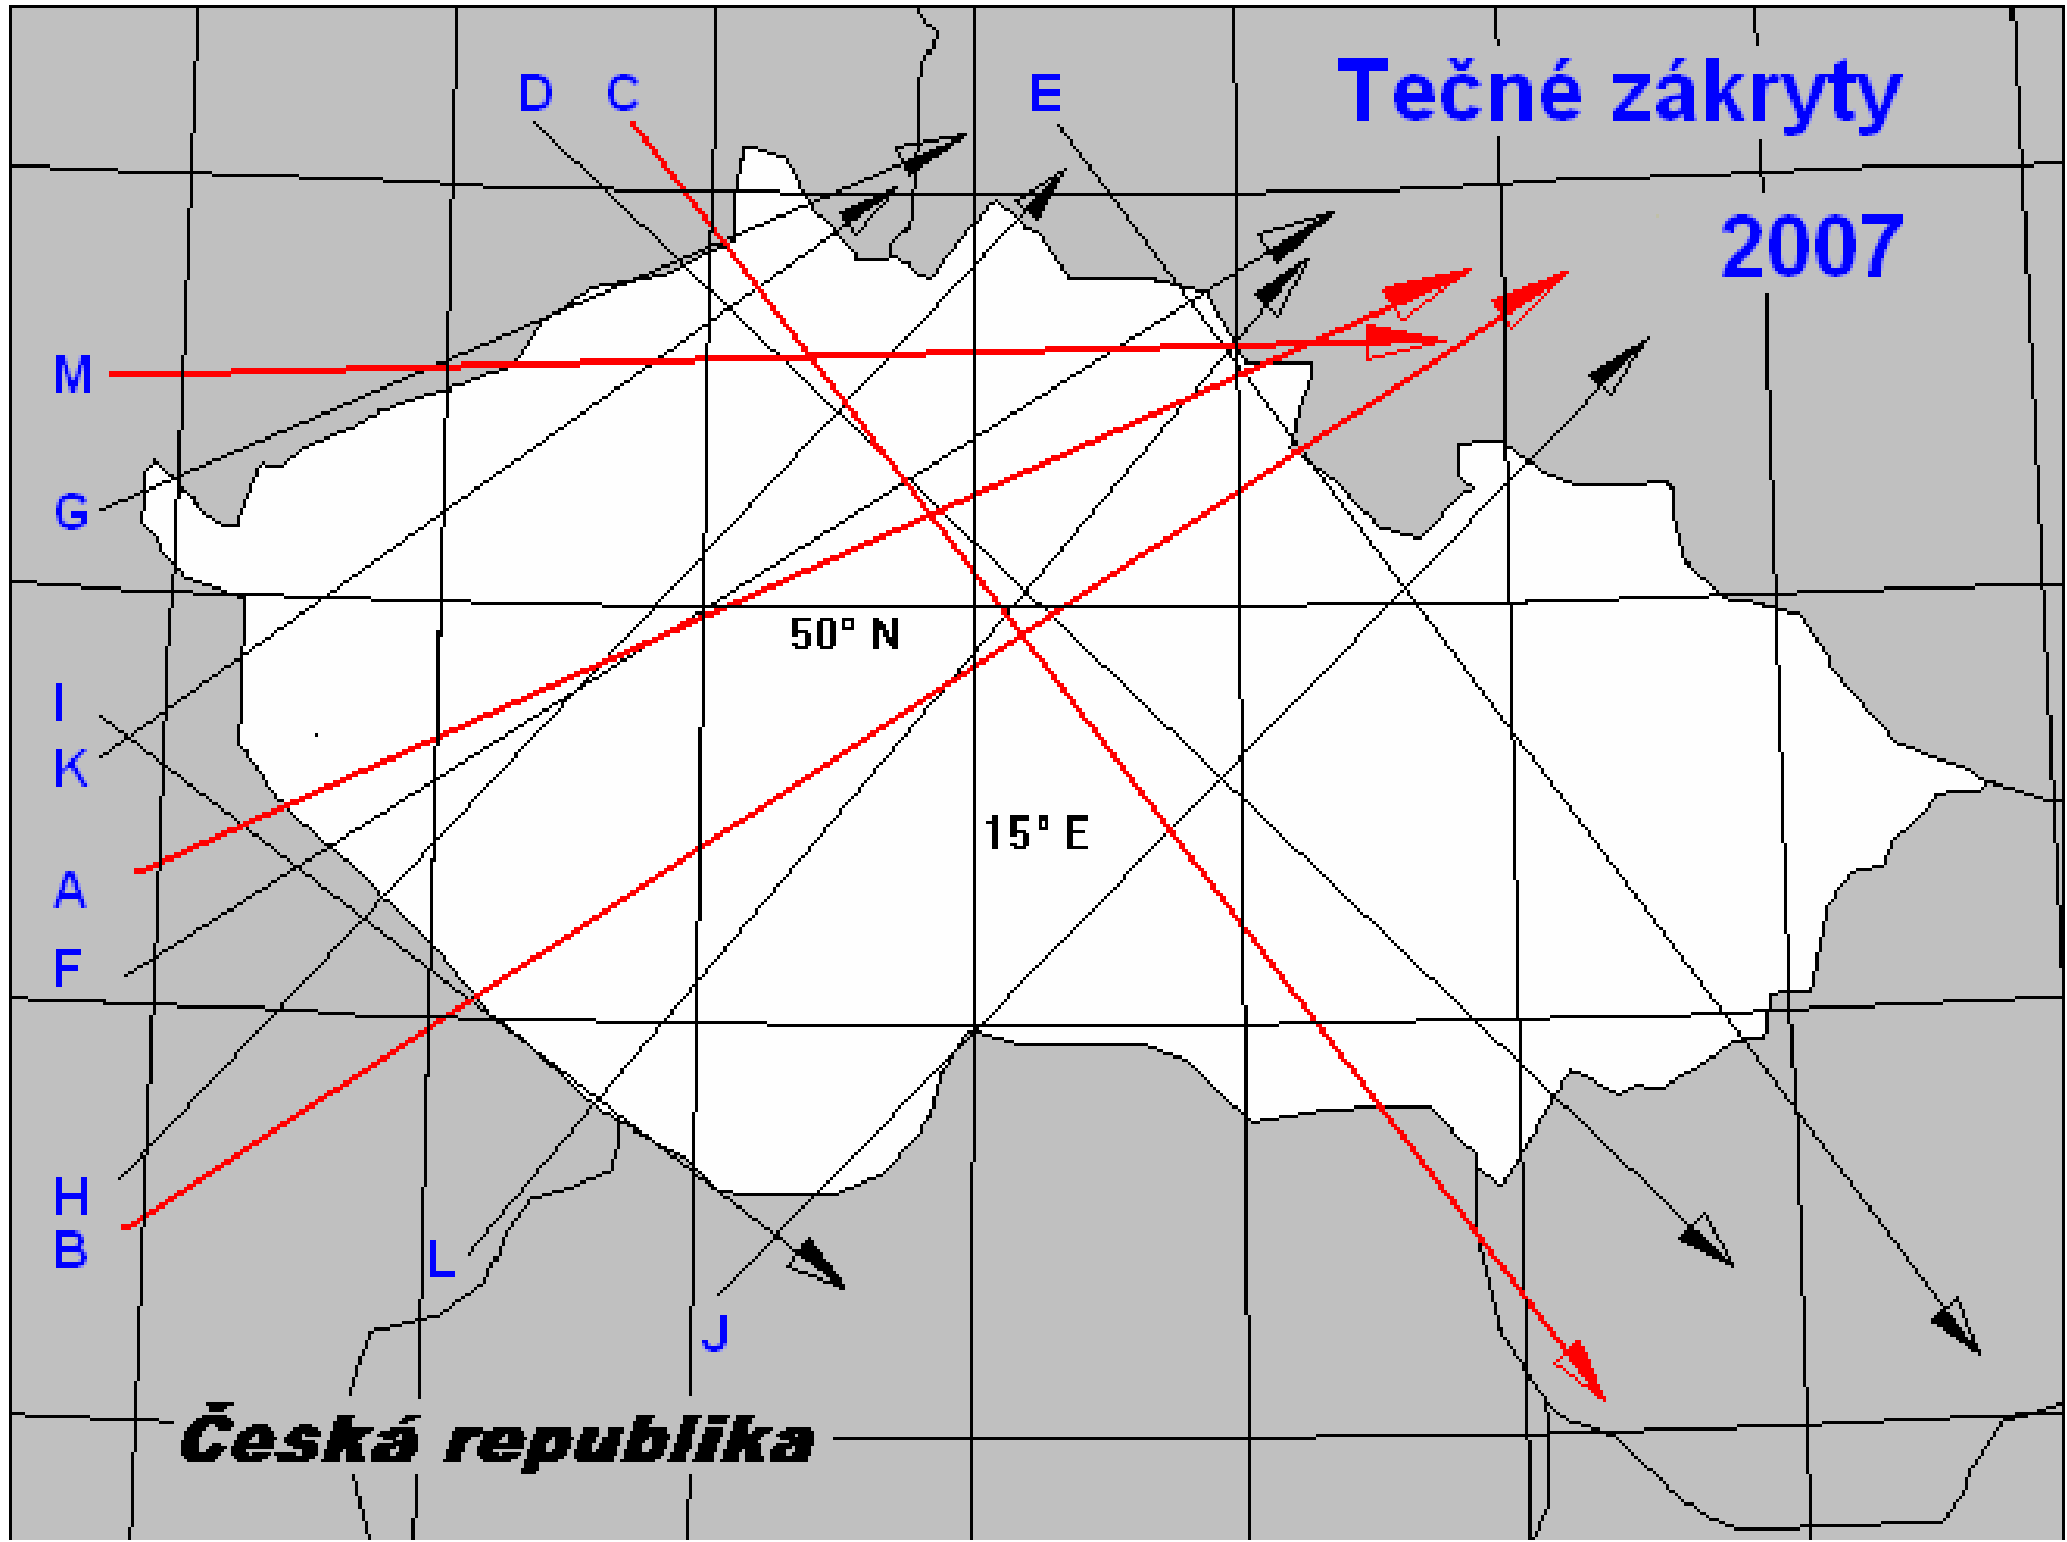 D C E Tečné zákryty
2007
M
G
50° N
I
K
15° E
A
F
H
B
L
J
Česká republika